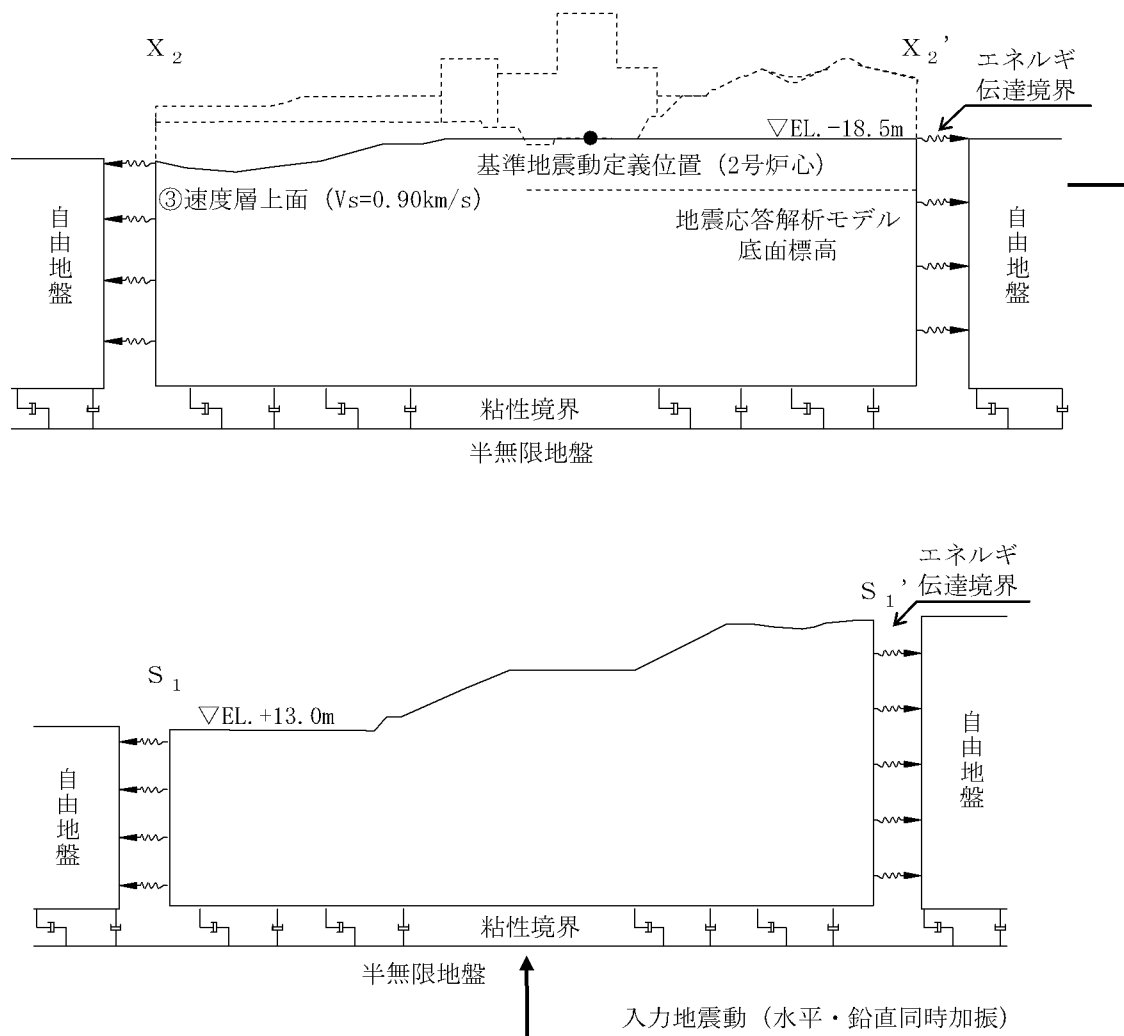 X₂
X₂'
エネルギ
伝達境界
▽EL.-18.5m
基準地震動定義位置 (2号炉心)
③速度層上面 (Vs=0.90km/s)
地震応答解析モデル
底面標高
自由地盤
自由地盤
粘性境界
半無限地盤
エネルギ
伝達境界
S₁'
S₁
▽EL.+13.0m
自由地盤
自由地盤
粘性境界
半無限地盤
入力地震動 (水平・鉛直同時加振)